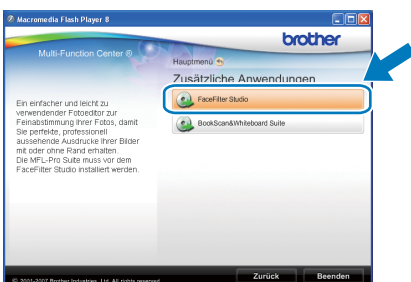 Macromedia Flash Player 8
brother
Multi-Function Center ®
Hauptmenü
Zusätzliche Anwendungen
FaceFilter Studio
BookScan&Whiteboard Suite
Ein einfacher und leicht zu
verwendender Fotoeditor zur
Feinabstimmung Ihrer Fotos, damit
Sie perfekte, professionell
aussehende Ausdrucke Ihrer Bilder
mit oder ohne Rand erhalten.
Die MFL-Pro Suite muss vor dem
FaceFilter Studio installiert werden.
Zurück
Beenden
© 2001-2007 Brother Industries, Ltd. All rights reserved.